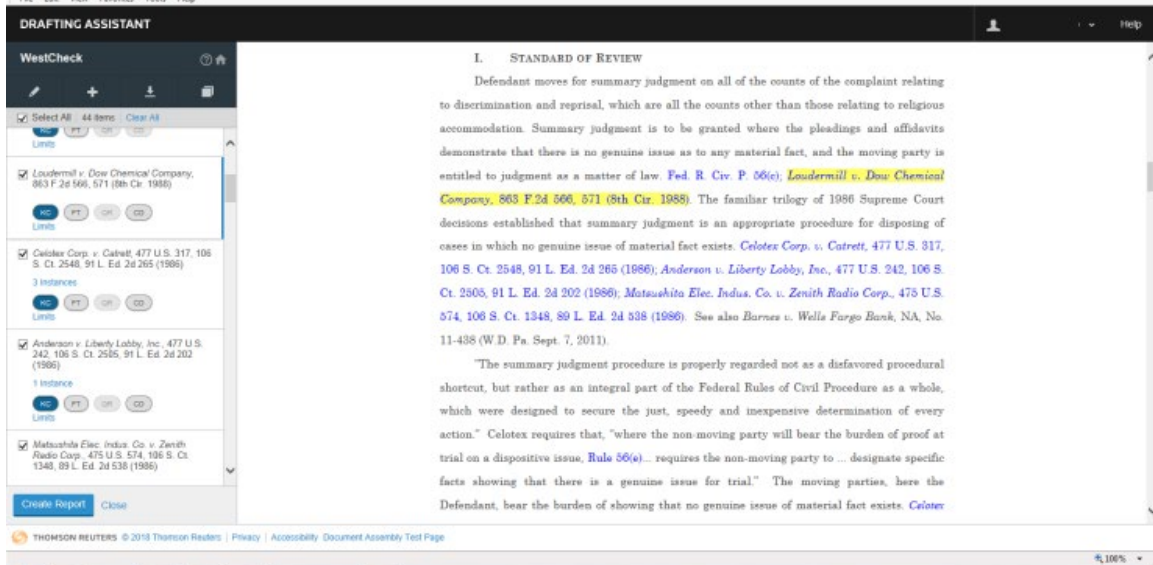 File Edit View Favorites Tools Help
DRAFTING ASSISTANT
Help
WestCheck
Select All 44 items Clear All
KC PT QR CD
Limits
Loudermill v. Dow Chemical Company,
863 F.2d 566, 571 (8th Cir. 1988)
KC PT QR CD
Limits
Celotex Corp. v. Catrett, 477 U.S. 317, 106
S. Ct. 2548, 91 L. Ed. 2d 265 (1986)
3 Instances
KC PT QR CD
Limits
Anderson v. Liberty Lobby, Inc., 477 U.S.
242, 106 S. Ct. 2505, 91 L. Ed. 2d 202
(1986)
1 Instance
KC PT QR CD
Limits
Matsushita Elec. Indus. Co. v. Zenith
Radio Corp., 475 U.S. 574, 106 S. Ct.
1348, 89 L. Ed. 2d 538 (1986)
Create Report Close
I. STANDARD OF REVIEW
Defendant moves for summary judgment on all of the counts of the complaint relating
to discrimination and reprisal, which are all the counts other than those relating to religious
accommodation. Summary judgment is to be granted where the pleadings and affidavits
demonstrate that there is no genuine issue as to any material fact, and the moving party is
entitled to judgment as a matter of law. Fed. R. Civ. P. 56(c); Loudermill v. Dow Chemical
Company, 863 F.2d 566, 571 (8th Cir. 1988). The familiar trilogy of 1986 Supreme Court
decisions established that summary judgment is an appropriate procedure for disposing of
cases in which no genuine issue of material fact exists. Celotex Corp. v. Catrett, 477 U.S. 317,
106 S. Ct. 2548, 91 L. Ed. 2d 265 (1986); Anderson v. Liberty Lobby, Inc., 477 U.S. 242, 106 S.
Ct. 2505, 91 L. Ed. 2d 202 (1986); Matsushita Elec. Indus. Co. v. Zenith Radio Corp., 475 U.S.
574, 106 S. Ct. 1348, 89 L. Ed. 2d 538 (1986). See also Barnes v. Wells Fargo Bank, NA, No.
11-438 (W.D. Pa. Sept. 7, 2011).
"The summary judgment procedure is properly regarded not as a disfavored procedural
shortcut, but rather as an integral part of the Federal Rules of Civil Procedure as a whole,
which were designed to secure the just, speedy and inexpensive determination of every
action." Celotex requires that, "where the non-moving party will bear the burden of proof at
trial on a dispositive issue, Rule 56(e)... requires the non-moving party to ... designate specific
facts showing that there is a genuine issue for trial." The moving parties, here the
Defendant, bear the burden of showing that no genuine issue of material fact exists. Celotex
THOMSON REUTERS © 2018 Thomson Reuters | Privacy | Accessibility Document Assembly Test Page
100%